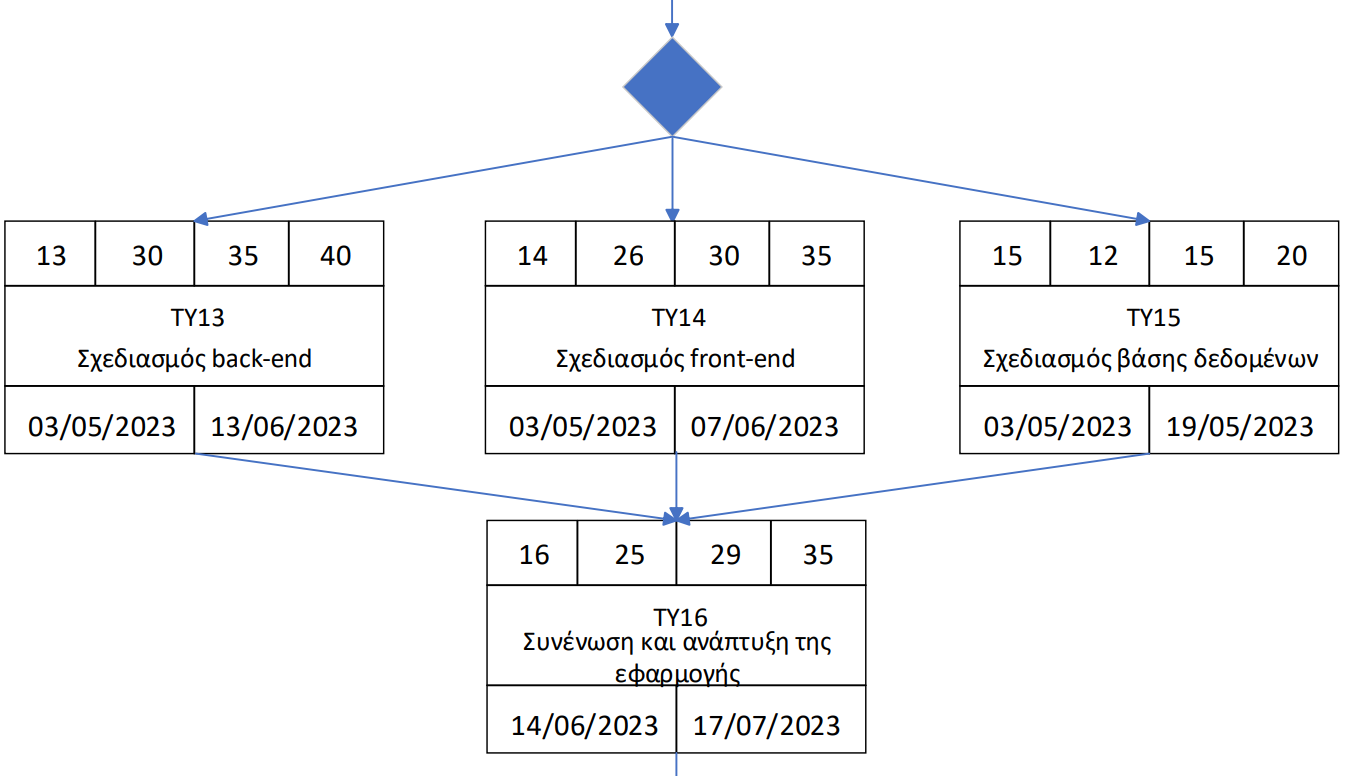 13 30 35 40
ΤΥ13
Σχεδιασμός back-end
03/05/2023 13/06/2023
14 26 30 35
ΤΥ14
Σχεδιασμός front-end
03/05/2023 07/06/2023
15 12 15 20
ΤΥ15
Σχεδιασμός βάσης δεδομένων
03/05/2023 19/05/2023
16 25 29 35
ΤΥ16
Συνένωση και ανάπτυξη της
εφαρμογής
14/06/2023 17/07/2023